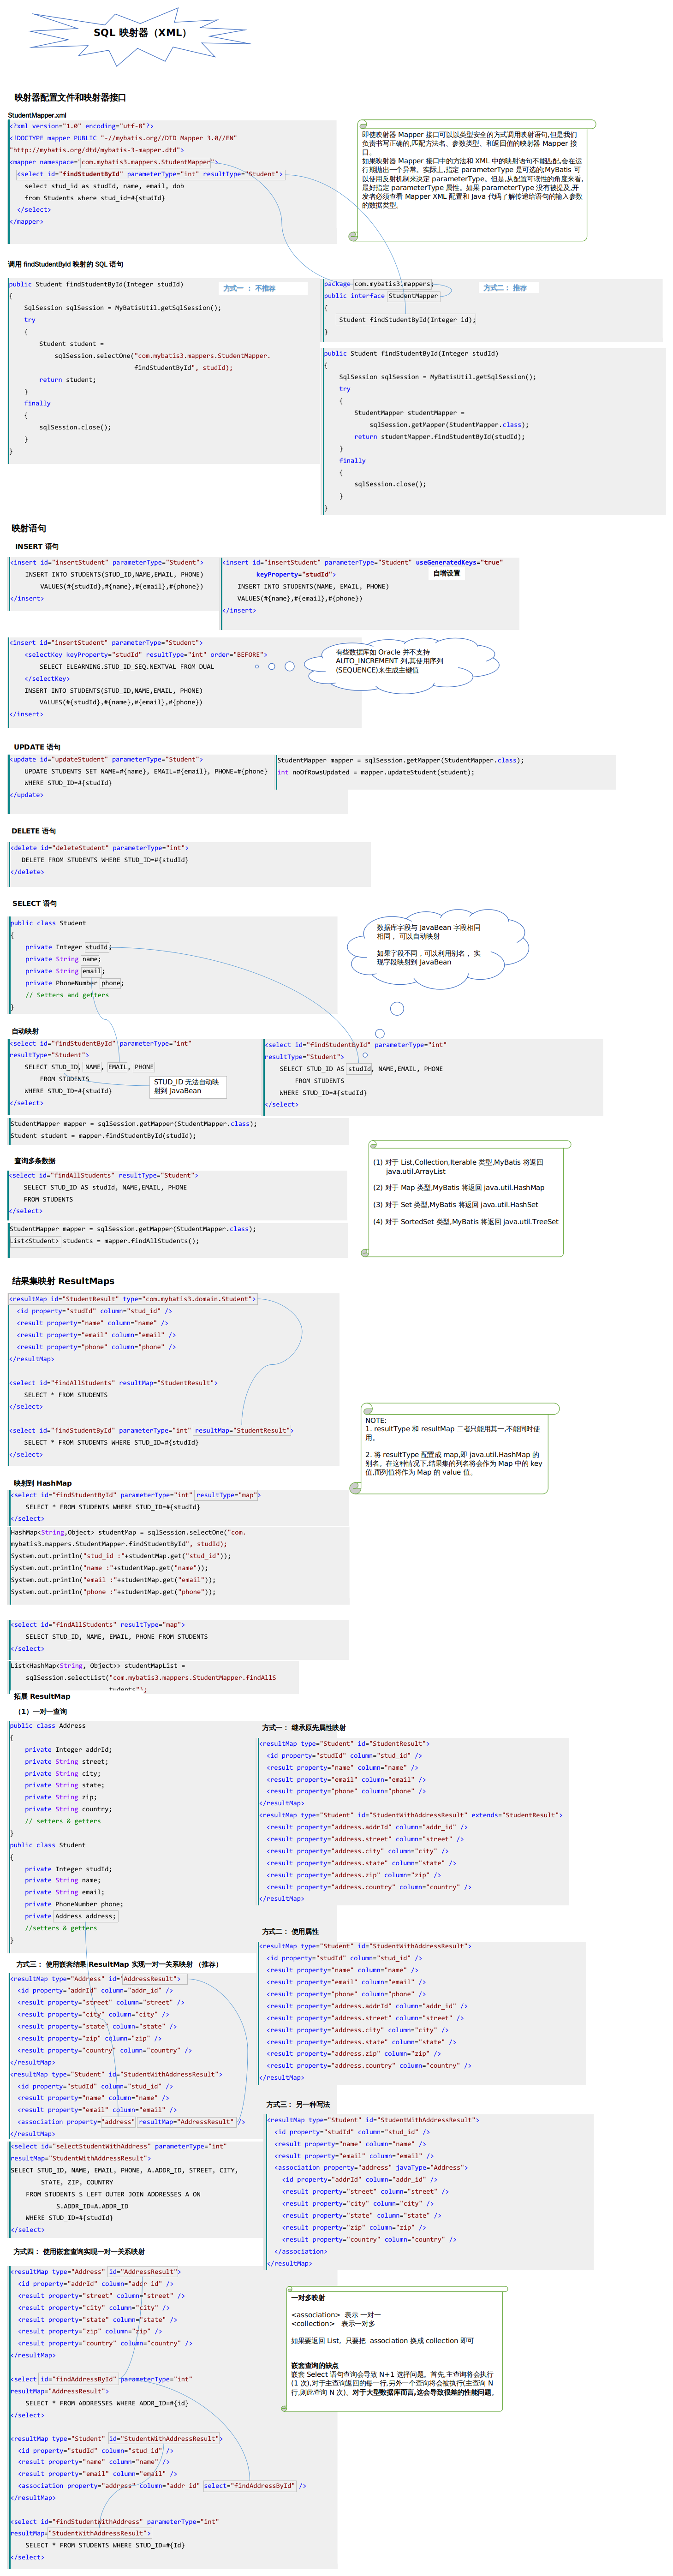 SQL 映射器（XML）
映射器配置文件和映射器接口
StudentMapper.xml
<?xml version="1.0" encoding="utf-8"?>
<!DOCTYPE mapper PUBLIC "-//mybatis.org//DTD Mapper 3.0//EN"
"http://mybatis.org/dtd/mybatis-3-mapper.dtd">
<mapper namespace="com.mybatis3.mappers.StudentMapper">
<select id="findStudentById" parameterType="int" resultType="Student">
select stud_id as studId, name, email, dob
from Students where stud_id=#{studId}
</select>
</mapper>
即使映射器 Mapper 接口可以以类型安全的方式调用映射语句,但是我们
负责书写正确的,匹配方法名、参数类型、和返回值的映射器 Mapper 接
口。
如果映射器 Mapper 接口中的方法和 XML 中的映射语句不能匹配,会在运
行期抛出一个异常。实际上,指定 parameterType 是可选的;MyBatis 可
以使用反射机制来决定 parameterType。但是,从配置可读性的角度来看,
最好指定 parameterType 属性。如果 parameterType 没有被提及,开
发者必须查看 Mapper XML 配置和 Java 代码了解传递给语句的输入参数
的数据类型。
调用 findStudentById 映射的 SQL 语句
public Student findStudentById(Integer studId)
{
SqlSession sqlSession = MyBatisUtil.getSqlSession();
try
{
Student student =
sqlSession.selectOne("com.mybatis3.mappers.StudentMapper.
findStudentById", studId);
return student;
}
finally
{
sqlSession.close();
}
}
方式一 ： 不推荐
package com.mybatis3.mappers;
public interface StudentMapper
{
Student findStudentById(Integer id);
}
方式二： 推荐
public Student findStudentById(Integer studId)
{
SqlSession sqlSession = MyBatisUtil.getSqlSession();
try
{
StudentMapper studentMapper =
sqlSession.getMapper(StudentMapper.class);
return studentMapper.findStudentById(studId);
}
finally
{
sqlSession.close();
}
}
映射语句
INSERT 语句
<insert id="insertStudent" parameterType="Student">
INSERT INTO STUDENTS(STUD_ID,NAME,EMAIL, PHONE)
VALUES(#{studId},#{name},#{email},#{phone})
</insert>
<insert id="insertStudent" parameterType="Student" useGeneratedKeys="true"
keyProperty="studId">
INSERT INTO STUDENTS(NAME, EMAIL, PHONE)
VALUES(#{name},#{email},#{phone})
</insert>
自增设置
<insert id="insertStudent" parameterType="Student">
<selectKey keyProperty="studId" resultType="int" order="BEFORE">
SELECT ELEARNING.STUD_ID_SEQ.NEXTVAL FROM DUAL
</selectKey>
INSERT INTO STUDENTS(STUD_ID,NAME,EMAIL, PHONE)
VALUES(#{studId},#{name},#{email},#{phone})
</insert>
有些数据库如 Oracle 并不支持
AUTO_INCREMENT 列,其使用序列
(SEQUENCE)来生成主键值
UPDATE 语句
<update id="updateStudent" parameterType="Student">
UPDATE STUDENTS SET NAME=#{name}, EMAIL=#{email}, PHONE=#{phone}
WHERE STUD_ID=#{studId}
</update>
StudentMapper mapper = sqlSession.getMapper(StudentMapper.class);
int noOfRowsUpdated = mapper.updateStudent(student);
DELETE 语句
<delete id="deleteStudent" parameterType="int">
DELETE FROM STUDENTS WHERE STUD_ID=#{studId}
</delete>
SELECT 语句
public class Student
{
private Integer studId;
private String name;
private String email;
private PhoneNumber phone;
// Setters and getters
}
数据库字段与 JavaBean 字段相同
相同 ，可以自动映射
如果字段不同，可以利用别名， 实
现字段映射到 JavaBean
自动映射
<select id="findStudentById" parameterType="int"
resultType="Student">
SELECT STUD_ID, NAME, EMAIL, PHONE
FROM STUDENTS
WHERE STUD_ID=#{studId}
</select>
STUD_ID 无法自动映
射到 JavaBean
<select id="findStudentById" parameterType="int"
resultType="Student">
SELECT STUD_ID AS studId, NAME,EMAIL, PHONE
FROM STUDENTS
WHERE STUD_ID=#{studId}
</select>
StudentMapper mapper = sqlSession.getMapper(StudentMapper.class);
Student student = mapper.findStudentById(studId);
查询多条数据
<select id="findAllStudents" resultType="Student">
SELECT STUD_ID AS studId, NAME,EMAIL, PHONE
FROM STUDENTS
</select>
StudentMapper mapper = sqlSession.getMapper(StudentMapper.class);
List<Student> students = mapper.findAllStudents();
(1) 对于 List,Collection,Iterable 类型,MyBatis 将返回
java.util.ArrayList
(2) 对于 Map 类型,MyBatis 将返回 java.util.HashMap
(3) 对于 Set 类型,MyBatis 将返回 java.util.HashSet
(4) 对于 SortedSet 类型,MyBatis 将返回 java.util.TreeSet
结果集映射 ResultMaps
<resultMap id="StudentResult" type="com.mybatis3.domain.Student">
<id property="studId" column="stud_id" />
<result property="name" column="name" />
<result property="email" column="email" />
<result property="phone" column="phone" />
</resultMap>
<select id="findAllStudents" resultMap="StudentResult">
SELECT * FROM STUDENTS
</select>
<select id="findStudentById" parameterType="int" resultMap="StudentResult">
SELECT * FROM STUDENTS WHERE STUD_ID=#{studId}
</select>
NOTE:
1. resultType 和 resultMap 二者只能用其一,不能同时使
用。
2. 将 resultType 配置成 map,即 java.util.HashMap 的
别名。在这种情况下,结果集的列名将会作为 Map 中的 key
值,而列值将作为 Map 的 value 值。
映射到 HashMap
<select id="findStudentById" parameterType="int" resultType="map">
SELECT * FROM STUDENTS WHERE STUD_ID=#{studId}
</select>
HashMap<String,Object> studentMap = sqlSession.selectOne("com.
mybatis3.mappers.StudentMapper.findStudentById", studId);
System.out.println("stud_id :"+studentMap.get("stud_id"));
System.out.println("name :"+studentMap.get("name"));
System.out.println("email :"+studentMap.get("email"));
System.out.println("phone :"+studentMap.get("phone"));
<select id="findAllStudents" resultType="map">
SELECT STUD_ID, NAME, EMAIL, PHONE FROM STUDENTS
</select>
List<HashMap<String, Object>> studentMapList =
sqlSession.selectList("com.mybatis3.mappers.StudentMapper.findAllS
tudents");
拓展 ResultMap
（1）一对一查询
public class Address
{
private Integer addrId;
private String street;
private String city;
private String state;
private String zip;
private String country;
// setters & getters
}
public class Student
{
private Integer studId;
private String name;
private String email;
private PhoneNumber phone;
private Address address;
//setters & getters
}
方式一： 继承原先属性映射
<resultMap type="Student" id="StudentResult">
<id property="studId" column="stud_id" />
<result property="name" column="name" />
<result property="email" column="email" />
<result property="phone" column="phone" />
</resultMap>
<resultMap type="Student" id="StudentWithAddressResult" extends="StudentResult">
<result property="address.addrId" column="addr_id" />
<result property="address.street" column="street" />
<result property="address.city" column="city" />
<result property="address.state" column="state" />
<result property="address.zip" column="zip" />
<result property="address.country" column="country" />
</resultMap>
方式二： 使用属性
<resultMap type="Student" id="StudentWithAddressResult">
<id property="studId" column="stud_id" />
<result property="name" column="name" />
<result property="email" column="email" />
<result property="phone" column="phone" />
<result property="address.addrId" column="addr_id" />
<result property="address.street" column="street" />
<result property="address.city" column="city" />
<result property="address.state" column="state" />
<result property="address.zip" column="zip" />
<result property="address.country" column="country" />
</resultMap>
方式三： 使用嵌套结果 ResultMap 实现一对一关系映射 （推存）
<resultMap type="Address" id="AddressResult">
<id property="addrId" column="addr_id" />
<result property="street" column="street" />
<result property="city" column="city" />
<result property="state" column="state" />
<result property="zip" column="zip" />
<result property="country" column="country" />
</resultMap>
<resultMap type="Student" id="StudentWithAddressResult">
<id property="studId" column="stud_id" />
<result property="name" column="name" />
<result property="email" column="email" />
<association property="address" resultMap="AddressResult" />
</resultMap>
<select id="selectStudentWithAddress" parameterType="int"
resultMap="StudentWithAddressResult">
SELECT STUD_ID, NAME, EMAIL, PHONE, A.ADDR_ID, STREET, CITY,
STATE, ZIP, COUNTRY
FROM STUDENTS S LEFT OUTER JOIN ADDRESSES A ON
S.ADDR_ID=A.ADDR_ID
WHERE STUD_ID=#{studId}
</select>
方式三： 另一种写法
<resultMap type="Student" id="StudentWithAddressResult">
<id property="studId" column="stud_id" />
<result property="name" column="name" />
<result property="email" column="email" />
<association property="address" javaType="Address">
<id property="addrId" column="addr_id" />
<result property="street" column="street" />
<result property="city" column="city" />
<result property="state" column="state" />
<result property="zip" column="zip" />
<result property="country" column="country" />
</association>
</resultMap>
方式四： 使用嵌套查询实现一对一关系映射
<resultMap type="Address" id="AddressResult">
<id property="addrId" column="addr_id" />
<result property="street" column="street" />
<result property="city" column="city" />
<result property="state" column="state" />
<result property="zip" column="zip" />
<result property="country" column="country" />
</resultMap>
<select id="findAddressById" parameterType="int"
resultMap="AddressResult">
SELECT * FROM ADDRESSES WHERE ADDR_ID=#{id}
</select>
<resultMap type="Student" id="StudentWithAddressResult">
<id property="studId" column="stud_id" />
<result property="name" column="name" />
<result property="email" column="email" />
<association property="address" column="addr_id" select="findAddressById" />
</resultMap>
<select id="findStudentWithAddress" parameterType="int"
resultMap="StudentWithAddressResult">
SELECT * FROM STUDENTS WHERE STUD_ID=#{Id}
</select>
一对多映射
<association> 表示 一对一
<collection> 表示一对多
如果要返回 List, 只要把 association 换成 collection 即可
嵌套查询的缺点
嵌套 Select 语句查询会导致 N+1 选择问题。首先,主查询将会执行
(1 次),对于主查询返回的每一行,另外一个查询将会被执行(主查询 N
行,则此查询 N 次)。对于大型数据库而言,这会导致很差的性能问题。